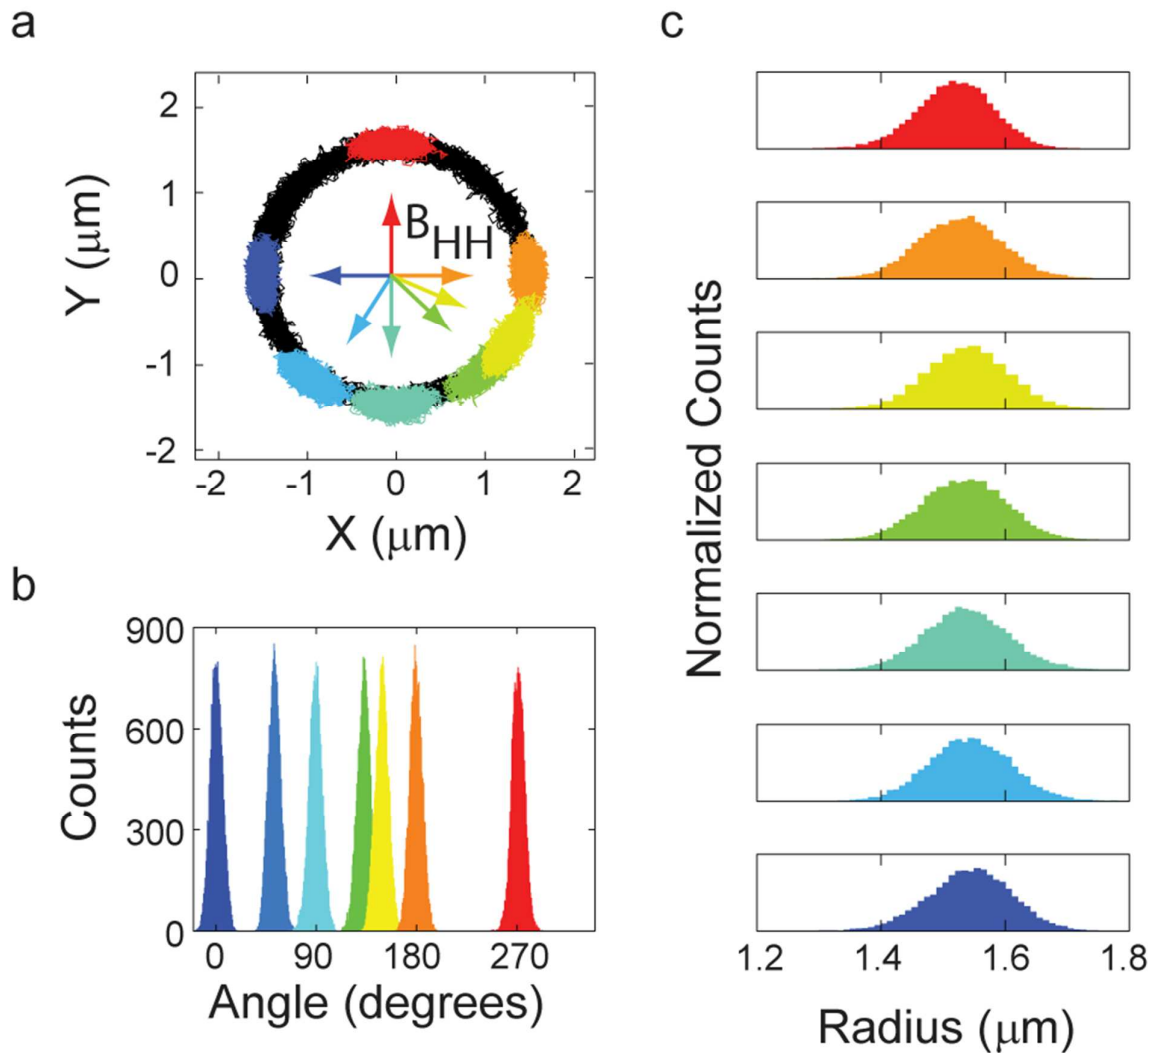 a
2
1
0
-1
-2
Y (μm)
B_HH
-2 -1 0 1 2
X (μm)
b
900
600
300
0
Counts
0 90 180 270
Angle (degrees)
c
Normalized Counts
1.2 1.4 1.6 1.8
Radius (μm)